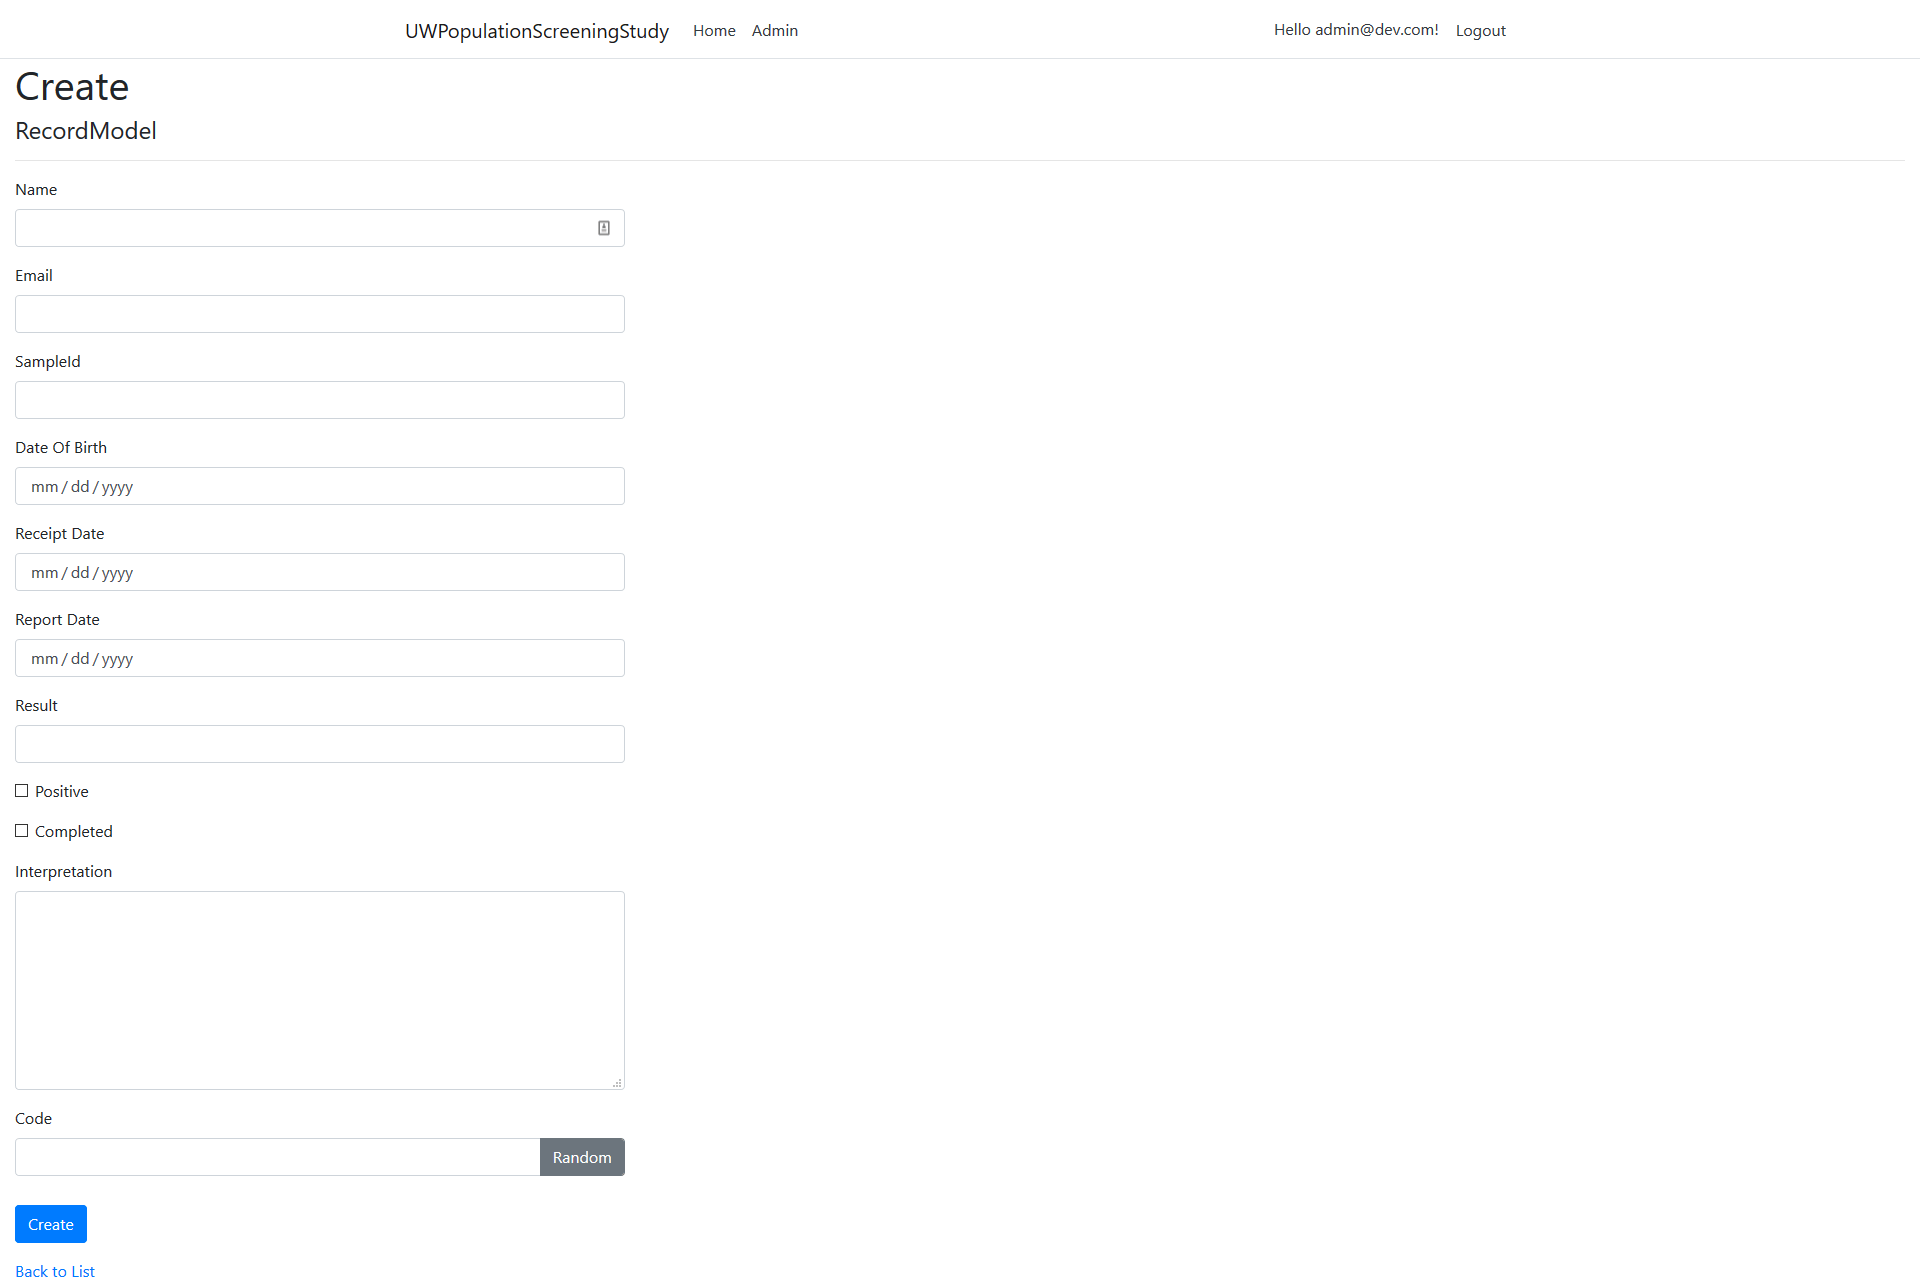 UWPopulationScreeningStudy Home Admin Hello admin@dev.com! Logout
Create
RecordModel
Name
Email
SampleId
Date Of Birth
mm/dd/yyyy
Receipt Date
mm/dd/yyyy
Report Date
mm/dd/yyyy
Result
Positive
Completed
Interpretation
Code
Random
Create
Back to List